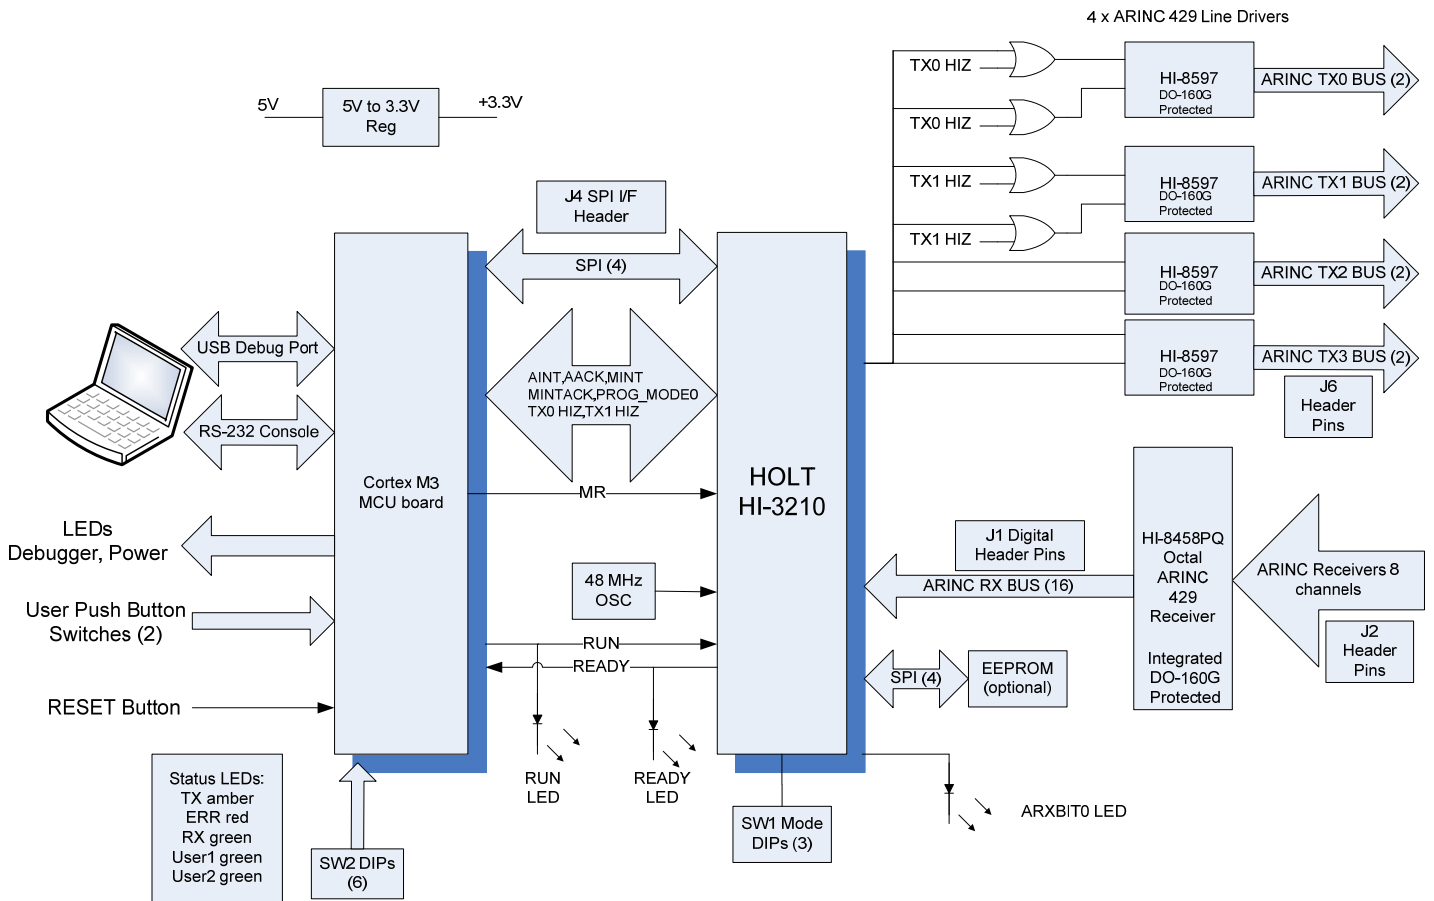 4 x ARINC 429 Line Drivers
TX0 HIZ
TX0 HIZ
TX1 HIZ
TX1 HIZ
HI-8597
DO-160G
Protected
ARINC TX0 BUS (2)
HI-8597
DO-160G
Protected
ARINC TX1 BUS (2)
HI-8597
DO-160G
Protected
ARINC TX2 BUS (2)
HI-8597
DO-160G
Protected
ARINC TX3 BUS (2)
J6
Header
Pins
5V
5V to 3.3V
Reg
+3.3V
J4 SPI I/F
Header
SPI (4)
USB Debug Port
RS-232 Console
AINT,AACK,MINT
MINTACK,PROG_MODE0
TX0 HIZ,TX1 HIZ
Cortex M3
MCU board
MR
HOLT
HI-3210
LEDs
Debugger, Power
48 MHz
OSC
J1 Digital
Header Pins
ARINC RX BUS (16)
HI-8458PQ
Octal
ARINC
429
Receiver
Integrated
DO-160G
Protected
ARINC Receivers 8
channels
J2
Header
Pins
User Push Button
Switches (2)
RUN
READY
SPI (4)
EEPROM
(optional)
RESET Button
RUN
LED
READY
LED
ARXBIT0 LED
Status LEDs:
TX amber
ERR red
RX green
User1 green
User2 green
SW2 DIPs
(6)
SW1 Mode
DIPs (3)